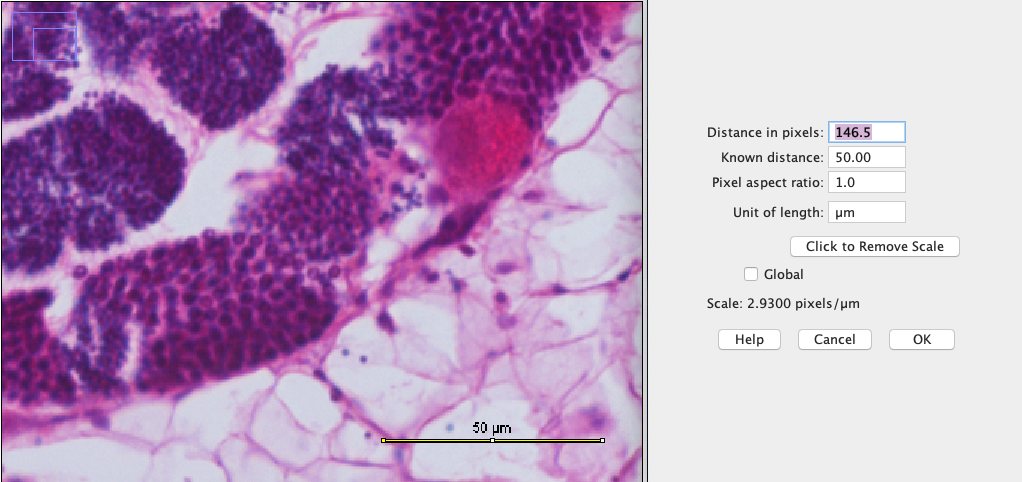 50 µm
Distance in pixels: 146.5
Known distance: 50.00
Pixel aspect ratio: 1.0
Unit of length: µm
Click to Remove Scale
Global
Scale: 2.9300 pixels/µm
Help Cancel OK